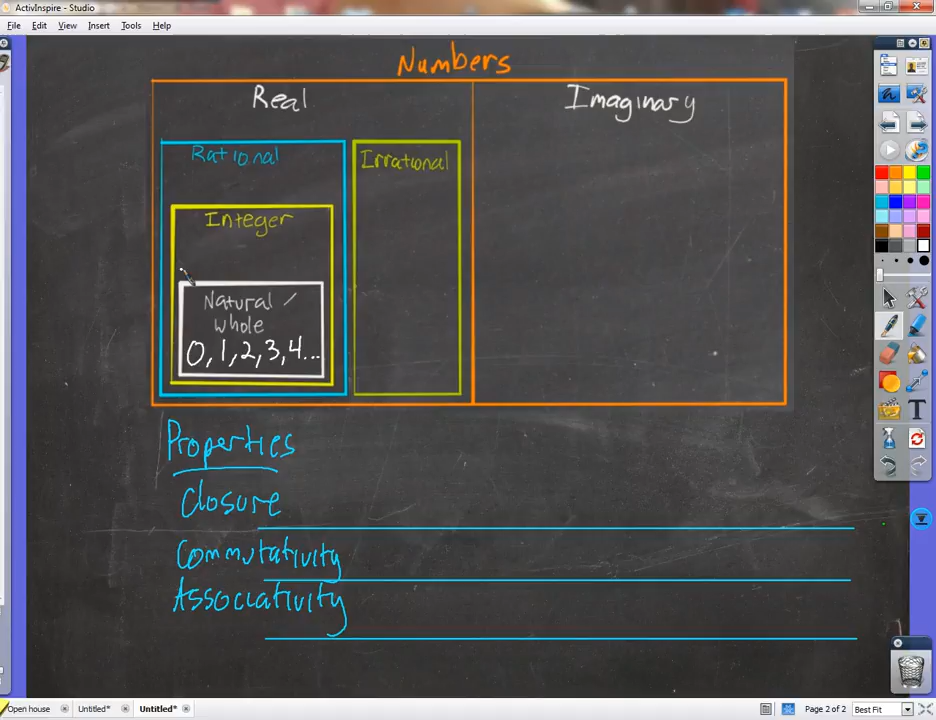 ActivInspire - Studio
File Edit View Insert Tools Help
Numbers
Real
Imaginary
Rational
Irrational
Integer
Natural /
whole
0, 1, 2, 3, 4...
Properties
Closure
Commutativity
Associativity
Open house
Untitled*
Untitled*
Page 2 of 2
Best Fit